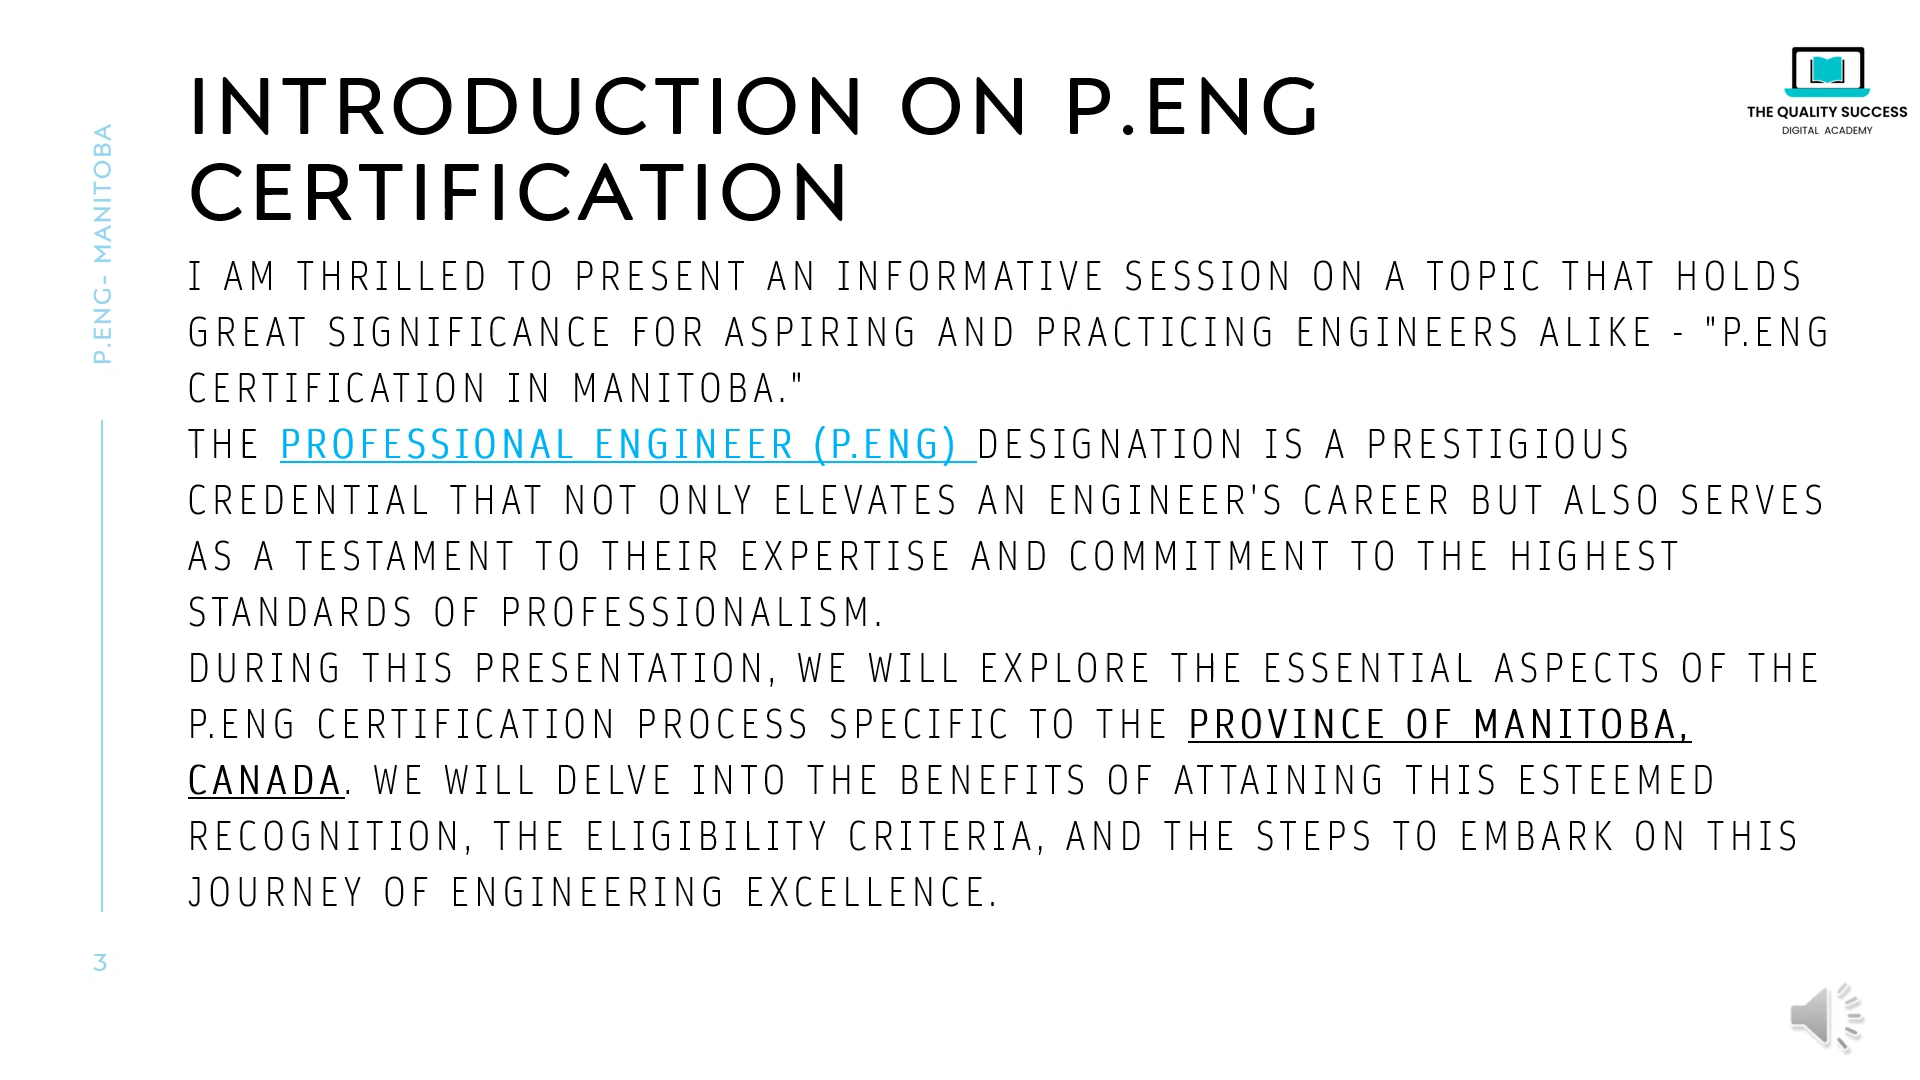 INTRODUCTION ON P.ENG
CERTIFICATION
THE QUALITY SUCCESS
DIGITAL ACADEMY
P.ENG- MANITOBA
I AM THRILLED TO PRESENT AN INFORMATIVE SESSION ON A TOPIC THAT HOLDS
GREAT SIGNIFICANCE FOR ASPIRING AND PRACTICING ENGINEERS ALIKE - "P.ENG
CERTIFICATION IN MANITOBA."
THE PROFESSIONAL ENGINEER (P.ENG) DESIGNATION IS A PRESTIGIOUS
CREDENTIAL THAT NOT ONLY ELEVATES AN ENGINEER'S CAREER BUT ALSO SERVES
AS A TESTAMENT TO THEIR EXPERTISE AND COMMITMENT TO THE HIGHEST
STANDARDS OF PROFESSIONALISM.
DURING THIS PRESENTATION, WE WILL EXPLORE THE ESSENTIAL ASPECTS OF THE
P.ENG CERTIFICATION PROCESS SPECIFIC TO THE PROVINCE OF MANITOBA,
CANADA. WE WILL DELVE INTO THE BENEFITS OF ATTAINING THIS ESTEEMED
RECOGNITION, THE ELIGIBILITY CRITERIA, AND THE STEPS TO EMBARK ON THIS
JOURNEY OF ENGINEERING EXCELLENCE.
3